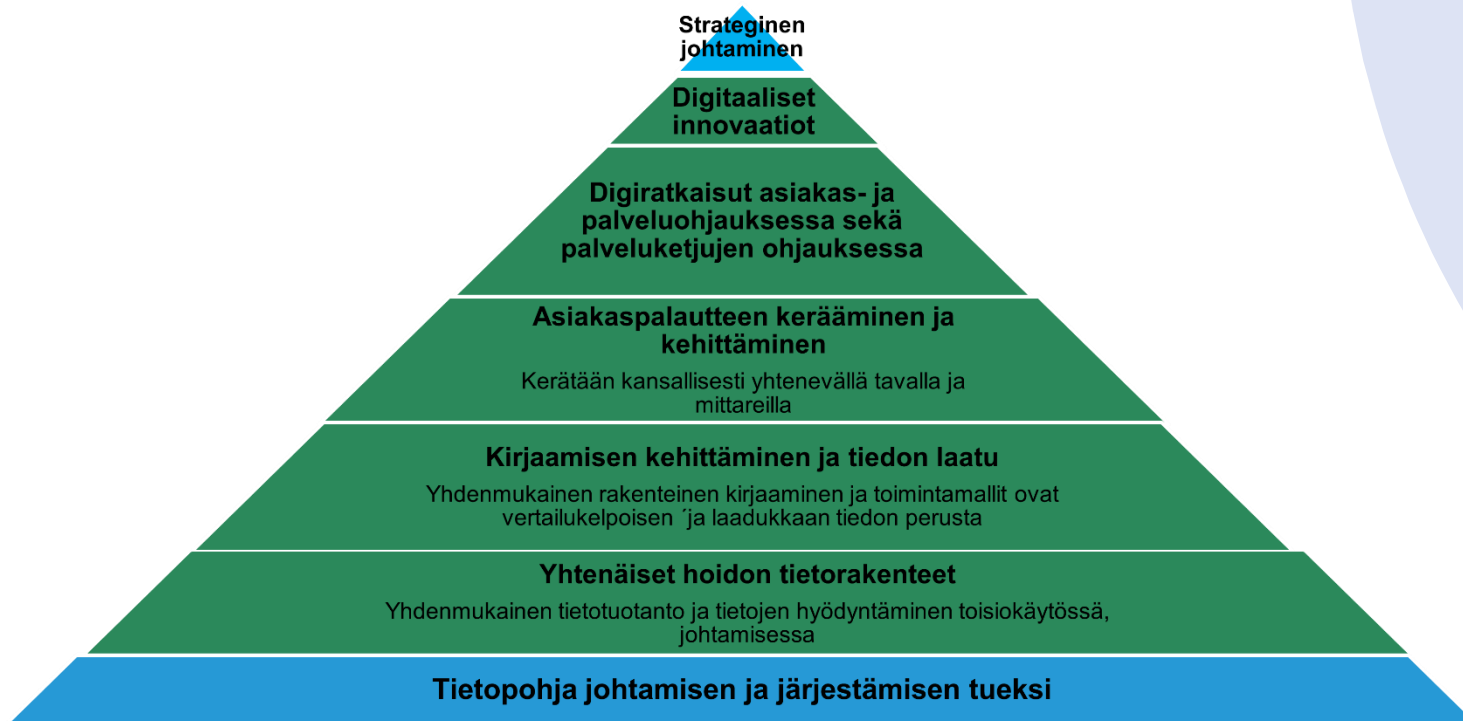 Strateginen
johtaminen
Digitaaliset
innovaatiot
Digiratkaisut asiakas- ja
palveluohjauksessa sekä
palveluketjujen ohjauksessa
Asiakaspalautteen kerääminen ja
kehittäminen
Kerätään kansallisesti yhtenevällä tavalla ja
mittareilla
Kirjaamisen kehittäminen ja tiedon laatu
Yhdenmukainen rakenteinen kirjaaminen ja toimintamallit ovat
vertailukelpoisen ´ja laadukkaan tiedon perusta
Yhtenäiset hoidon tietorakenteet
Yhdenmukainen tietotuotanto ja tietojen hyödyntäminen toisiokäytössä,
johtamisessa
Tietopohja johtamisen ja järjestämisen tueksi